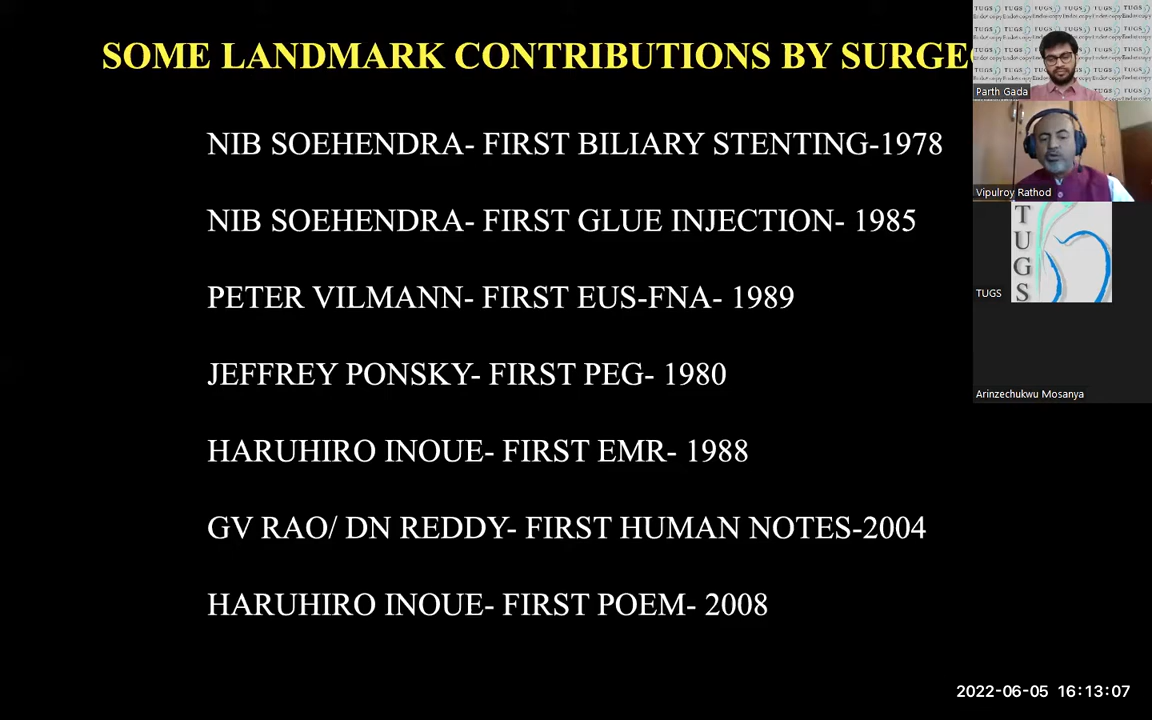 SOME LANDMARK CONTRIBUTIONS BY SURGE
NIB SOEHENDRA- FIRST BILIARY STENTING-1978
NIB SOEHENDRA- FIRST GLUE INJECTION- 1985
PETER VILMANN- FIRST EUS-FNA- 1989
JEFFREY PONSKY- FIRST PEG- 1980
HARUHIRO INOUE- FIRST EMR- 1988
GV RAO/ DN REDDY- FIRST HUMAN NOTES-2004
HARUHIRO INOUE- FIRST POEM- 2008
TUGS
Parth Gada
Vipulroy Rathod
TUGS
TUGS
Arinzechukwu Mosanya
2022-06-05 16:13:07